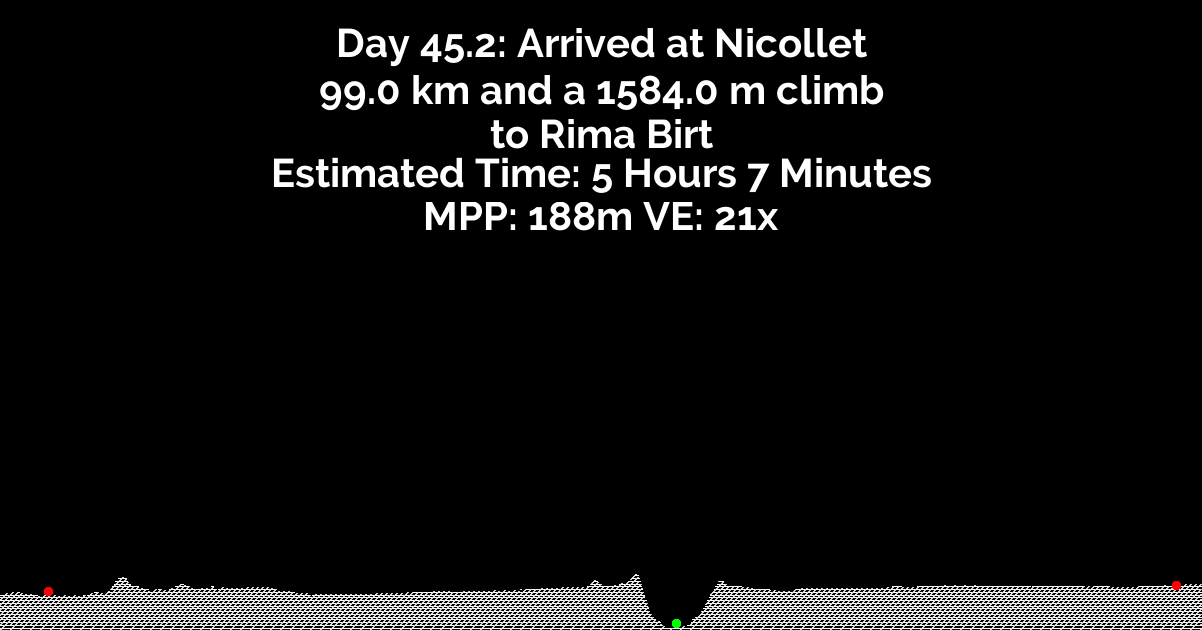 Day 45.2: Arrived at Nicollet
99.0 km and a 1584.0 m climb
to Rima Birt
Estimated Time: 5 Hours 7 Minutes
MPP: 188m VE: 21x